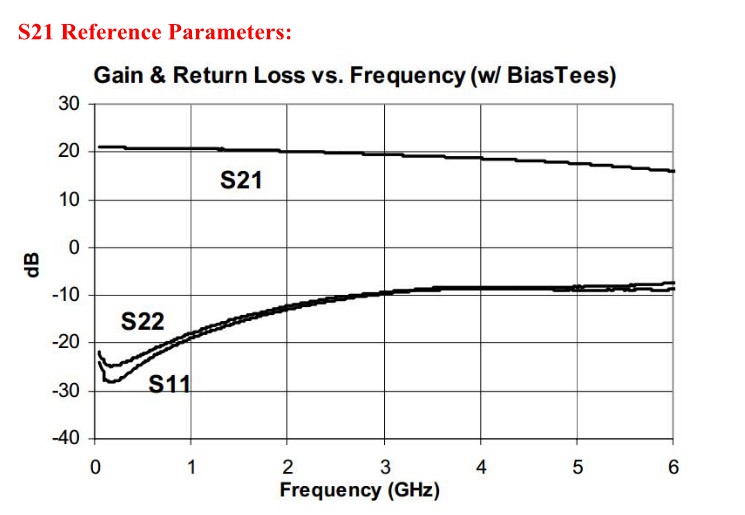 S21 Reference Parameters:
Gain & Return Loss vs. Frequency (w/ BiasTees)
30
20
S21
10
0
dB
-10
S22
-20
S11
-30
-40
0 1 2 3 4 5 6
Frequency (GHz)